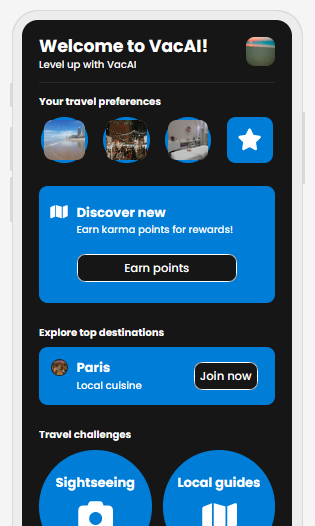 Welcome to VacAI!
Level up with VacAI
Your travel preferences
Discover new
Earn karma points for rewards!
Earn points
Explore top destinations
Paris
Local cuisine
Join now
Travel challenges
Sightseeing
Local guides